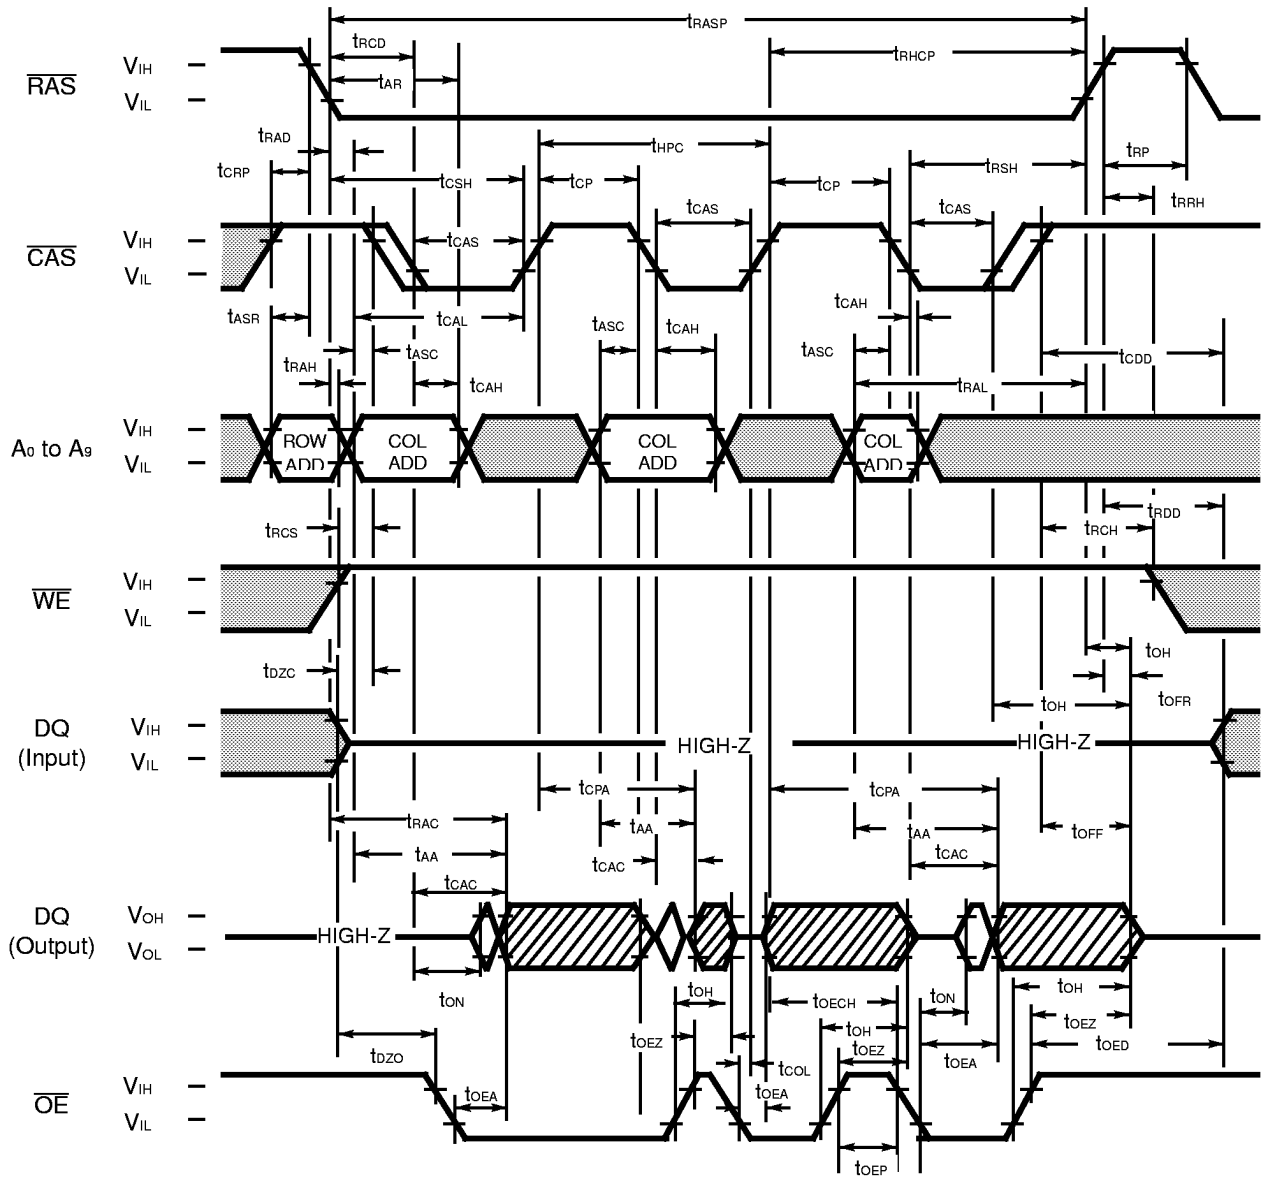 tRASP
tRCD
tRHCP
tAR
RAS
VIH
VIL
tRAD
tCRP
tHPC
tRSH
tRP
tCSH
tCP
tCP
tRRH
tCAS
tCAS
CAS
VIH
VIL
tCAS
tCAH
tASR
tCAL
tASC
tCAH
tRAH
tASC
tASC
tCDD
tCAH
tRAL
A0 to A9
VIH
VIL
ROW ADD
COL ADD
COL ADD
COL ADD
tRCS
tRDD
tRCH
WE
VIH
VIL
tDZC
tOH
tOFR
tOH
DQ
(Input)
VIH
VIL
HIGH-Z
HIGH-Z
tCPA
tCPA
tRAC
tAA
tAA
tOFF
tAA
tCAC
tCAC
tCAC
DQ
(Output)
VOH
VOL
HIGH-Z
tON
tOH
tOECH
tON
tOH
tOEZ
tOH
tOEZ
tOEZ
tOED
tDZO
tCOL
tOEA
tOEA
tOEA
OE
VIH
VIL
tOEP